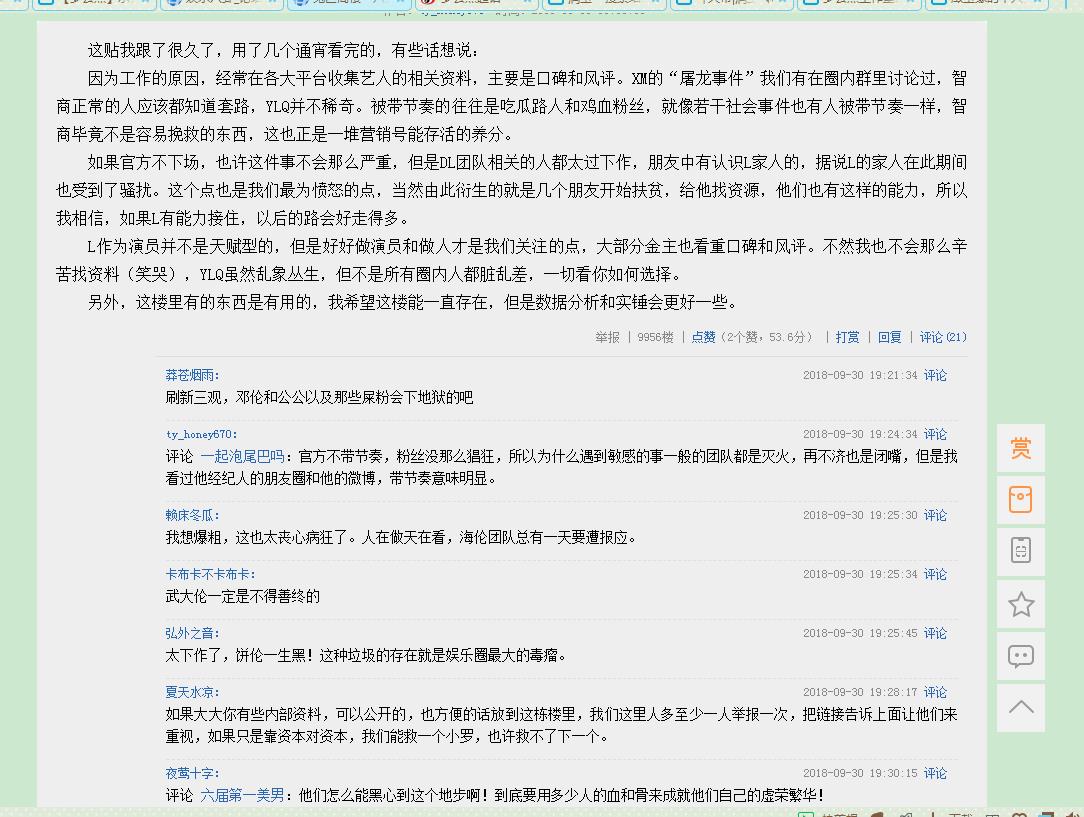 这贴我跟了很久了，用了几个通宵看完的，有些话想说：
因为工作的原因，经常在各大平台收集艺人的相关资料，主要是口碑和风评。XM的“屠龙事件”我们有在圈内群里讨论过，智
商正常的人应该都知道套路，YLQ并不稀奇。被带节奏的往往是吃瓜路人和鸡血粉丝，就像若干社会事件也有人被带节奏一样，智
商毕竟不是容易挽救的东西，这也正是一堆营销号能存活的养分。
如果官方不下场，也许这件事不会那么严重，但是DL团队相关的人都太过下作，朋友中有认识L家人的，据说L的家人在此期间
也受到了骚扰。这个点也是我们最为愤怒的点，当然由此衍生的就是几个朋友开始扶贫，给他找资源，他们也有这样的能力，所以
我相信，如果L有能力接住，以后的路会好走得多。
L作为演员并不是天赋型的，但是好好做演员和做人才是我们关注的点，大部分金主也看重口碑和风评。不然我也不会那么辛
苦找资料（笑哭），YLQ虽然乱象丛生，但不是所有圈内人都脏乱差，一切看你如何选择。
另外，这楼里有的东西是有用的，我希望这楼能一直存在，但是数据分析和实锤会更好一些。
举报 | 9956楼 | 点赞（2个赞，53.6分） | 打赏 | 回复 | 评论(21)
莽苍烟雨： 2018-09-30 19:21:34 评论
刷新三观，邓伦和公公以及那些屎粉会下地狱的吧
ty_honey670: 2018-09-30 19:24:34 评论
评论 一起泡尾巴吗：官方不带节奏，粉丝没那么猖狂，所以为什么遇到敏感的事一般的团队都是灭火，再不济也是闭嘴，但是我
看过他经纪人的朋友圈和他的微博，带节奏意味明显。
赖床冬瓜： 2018-09-30 19:25:30 评论
我想爆粗，这也太丧心病狂了。人在做天在看，海伦团队总有一天要遭报应。
卡布卡不卡布卡： 2018-09-30 19:25:34 评论
武大伦一定是不得善终的
弘外之音： 2018-09-30 19:25:45 评论
太下作了，饼伦一生黑！这种垃圾的存在就是娱乐圈最大的毒瘤。
夏天水凉： 2018-09-30 19:28:17 评论
如果大大你有些内部资料，可以公开的，也方便的话放到这栋楼里，我们这里人多至少一人举报一次，把链接告诉上面让他们来
重视，如果只是靠资本对资本，我们能救一个小罗，也许救不了下一个。
夜莺十字： 2018-09-30 19:30:15 评论
评论 六届第一美男：他们怎么能黑心到这个地步啊！到底要用多少人的血和骨来成就他们自己的虚荣繁华！
赏